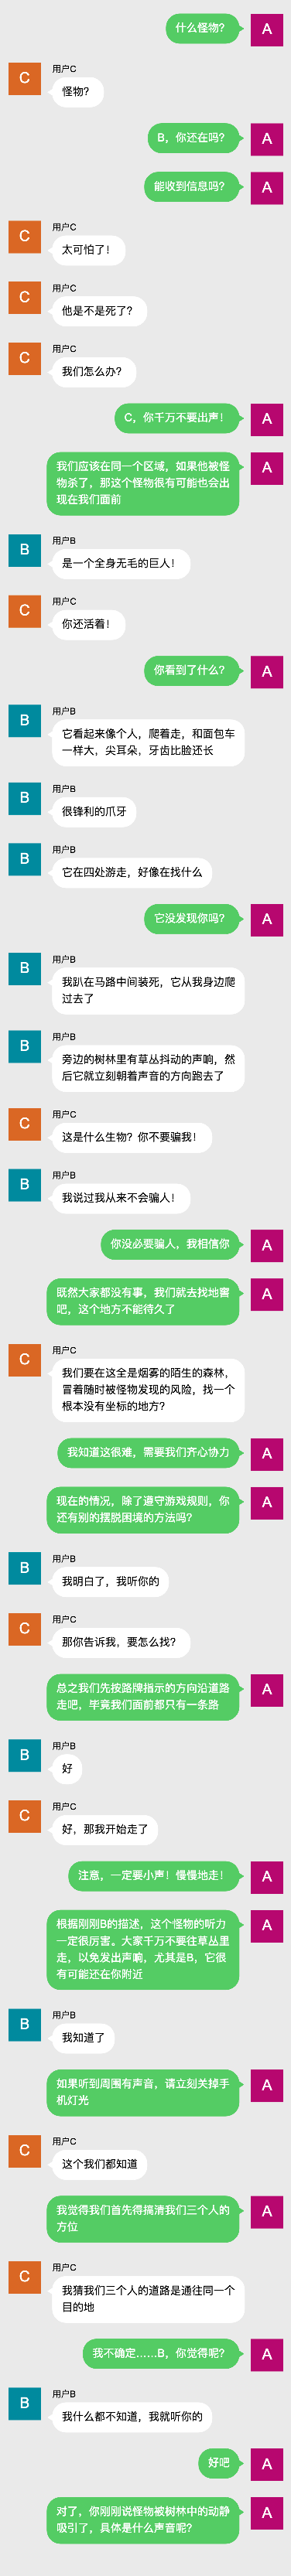 什么怪物？
A
用户C
C
怪物？
B，你还在吗？
A
能收到信息吗？
A
用户C
C
太可怕了！
用户C
C
他是不是死了？
用户C
C
我们怎么办？
C，你千万不要出声！
A
我们应该在同一个区域，如果他被怪
物杀了，那这个怪物很有可能也会出
现在我们面前
A
用户B
B
是一个全身无毛的巨人！
用户C
C
你还活着！
你看到了什么？
A
用户B
B
它看起来像个人，爬着走，和面包车
一样大，尖耳朵，牙齿比脸还长
用户B
B
很锋利的爪牙
用户B
B
它在四处游走，好像在找什么
它没发现你吗？
A
用户B
B
我趴在马路中间装死，它从我身边爬
过去了
用户B
B
旁边的树林里有草丛抖动的声响，然
后它就立刻朝着声音的方向跑去了
用户C
C
这是什么生物？你不要骗我！
用户B
B
我说过我从来不会骗人！
你没必要骗人，我相信你
A
既然大家都没有事，我们就去找地窖
吧，这个地方不能待久了
A
用户C
C
我们要在这全是烟雾的陌生的森林，
冒着随时被怪物发现的风险，找一个
根本没有坐标的地方？
我知道这很难，需要我们齐心协力
A
现在的情况，除了遵守游戏规则，你
还有别的摆脱困境的方法吗？
A
用户B
B
我明白了，我听你的
用户C
C
那你告诉我，要怎么找？
总之我们先按路牌指示的方向沿道路
走吧，毕竟我们面前都只有一条路
A
用户B
B
好
用户C
C
好，那我开始走了
注意，一定要小声！慢慢地走！
A
根据刚刚B的描述，这个怪物的听力
一定很厉害。大家千万不要往草丛里
走，以免发出声响，尤其是B，它很
有可能还在你附近
A
用户B
B
我知道了
如果听到周围有声音，请立刻关掉手
机灯光
A
用户C
C
这个我们都知道
我觉得我们首先得搞清我们三个人的
方位
A
用户C
C
我猜我们三个人的道路是通往同一个
目的地
我不确定……B，你觉得呢？
A
用户B
B
我什么都不知道，我就听你的
好吧
A
对了，你刚刚说怪物被树林中的动静
吸引了，具体是什么声音呢？
A